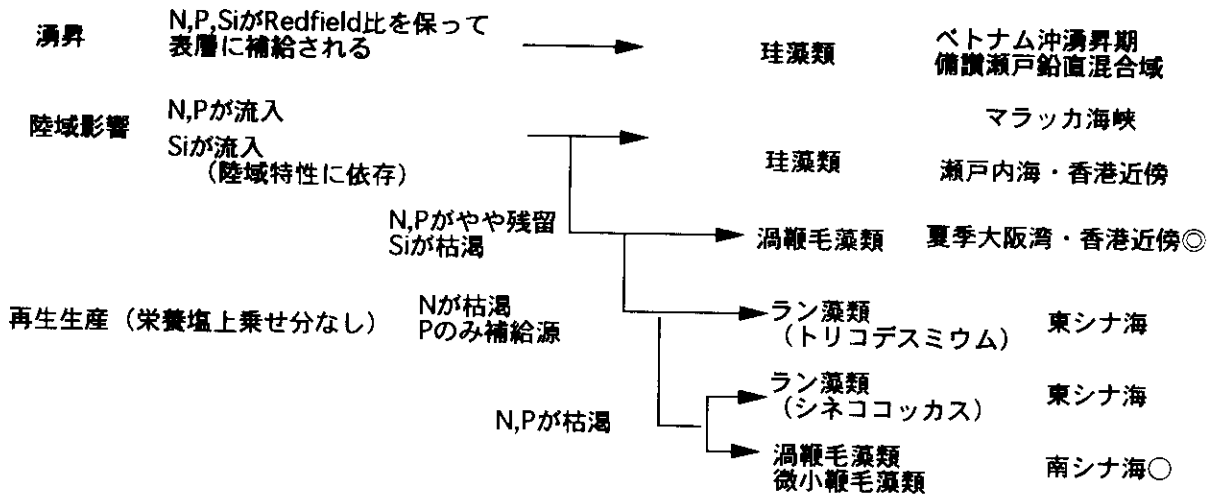 湧昇
N,P,SiがRedfield比を保って
表層に補給される
珪藻類
ベトナム沖湧昇期
備讃瀬戸鉛直混合域
陸域影響
N,Pが流入
マラッカ海峡
Siが流入
(陸域特性に依存)
珪藻類
瀬戸内海・香港近傍
N,Pがやや残留
Siが枯渇
渦鞭毛藻類
夏季大阪湾・香港近傍◎
再生生産(栄養塩上乗せ分なし)
Nが枯渇
Pのみ補給源
ラン藻類
(トリコデスミウム)
東シナ海
ラン藻類
(シネココッカス)
東シナ海
N,Pが枯渇
渦鞭毛藻類
微小鞭毛藻類
南シナ海○